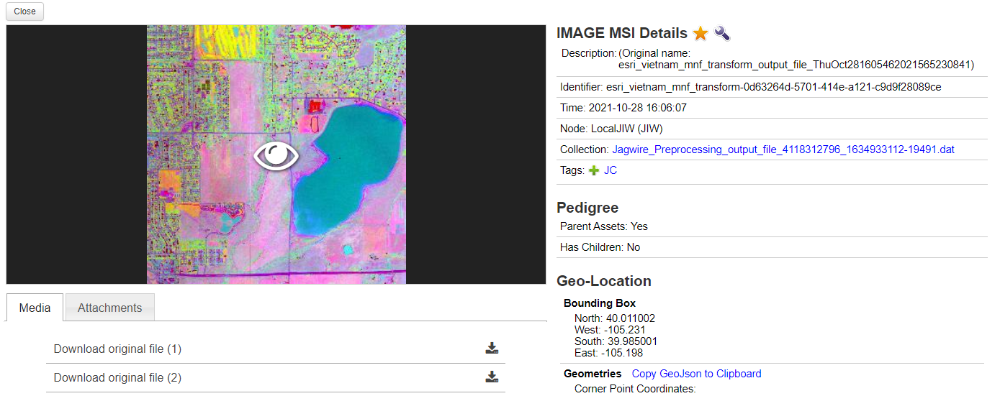 Close
IMAGE MSI Details
Description: (Original name:
esri_vietnam_mnf_transform_output_file_ThuOct281605462021565230841)
Identifier: esri_vietnam_mnf_transform-0d63264d-5701-414e-a121-c9d9f28089ce
Time: 2021-10-28 16:06:07
Node: LocalJIW (JIW)
Collection: Jagwire_Preprocessing_output_file_4118312796_1634933112-19491.dat
Tags: JC
Pedigree
Parent Assets: Yes
Has Children: No
Geo-Location
Bounding Box
North: 40.011002
West: -105.231
South: 39.985001
East: -105.198
Geometries Copy GeoJson to Clipboard
Corner Point Coordinates:
Media Attachments
Download original file (1)
Download original file (2)